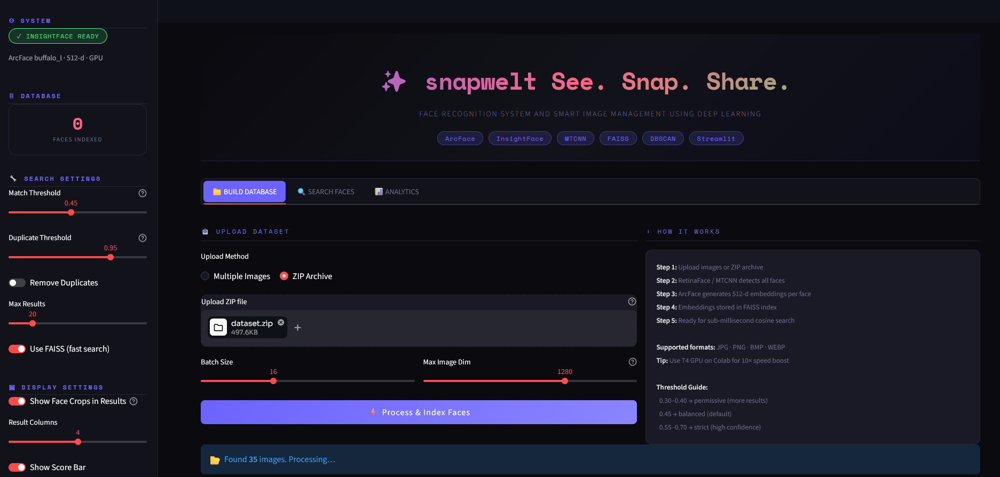 SYSTEM
✓ INSIGHTFACE READY
ArcFace buffalo_l · 512-d · GPU
DATABASE
0
FACES INDEXED
SEARCH SETTINGS
Match Threshold
0.45
Duplicate Threshold
0.95
Remove Duplicates
Max Results
20
Use FAISS (fast search)
DISPLAY SETTINGS
Show Face Crops in Results
Result Columns
4
Show Score Bar
snapwelt See. Snap. Share.
FACE RECOGNITION SYSTEM AND SMART IMAGE MANAGEMENT USING DEEP LEARNING
ArcFace InsightFace MTCNN FAISS DBSCAN Streamlit
BUILD DATABASE SEARCH FACES ANALYTICS
UPLOAD DATASET
Upload Method
Multiple Images ZIP Archive
Upload ZIP file
dataset.zip
497.6KB
Batch Size
16
Max Image Dim
1280
Process & Index Faces
HOW IT WORKS
Step 1: Upload images or ZIP archive
Step 2: RetinaFace / MTCNN detects all faces
Step 3: ArcFace generates 512-d embeddings per face
Step 4: Embeddings stored in FAISS index
Step 5: Ready for sub-millisecond cosine search
Supported formats: JPG · PNG · BMP · WEBP
Tip: Use T4 GPU on Colab for 10× speed boost
Threshold Guide:
0.30–0.40 → permissive (more results)
0.45 → balanced (default)
0.55–0.70 → strict (high confidence)
Found 35 images. Processing…